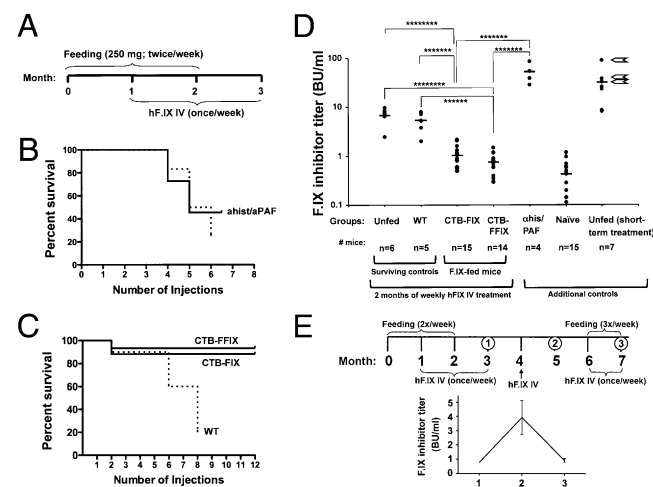 A
Feeding (250 mg; twice/week)
Month:
0 1 2 3
hF.IX IV (once/week)
B
Percent survival
100
80
60
40
20
0
ahist/aPAF
0 1 2 3 4 5 6 7 8
Number of Injections
C
Percent survival
100
80
60
40
20
0
CTB-FFIX
CTB-FIX
WT
1 2 3 4 5 6 7 8 9 10 11 12
Number of Injections
D
F.IX inhibitor titer (BU/ml)
100
10
1
0.1
********
*******
********
*******
********
******
Groups: Unfed WT CTB-FIX CTB-FFIX αhis/PAF Naïve Unfed (short-term treatment)
# mice: n=6 n=5 n=15 n=14 n=4 n=15 n=7
Surviving controls F.IX-fed mice
2 months of weekly hFIX IV treatment Additional controls
E
Feeding (2x/week) Feeding (3x/week)
1 2 3
Month: 0 1 2 3 4 5 6 7
hF.IX IV (once/week) hF.IX IV hF.IX IV (once/week)
F.IX inhibitor titer (BU/ml)
5
4
3
2
1
0
1 2 3